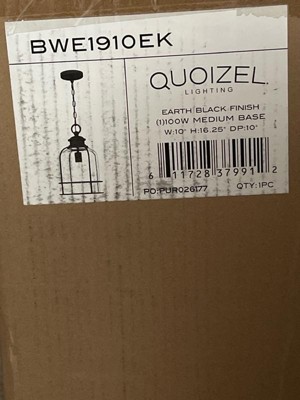 BWE1910EK
QUOIZEL
LIGHTING
EARTH BLACK FINISH
(1)100W MEDIUM BASE
W:10" H:16.25" DP:10"
6 11728 37991 2
PO:PUR026177 QTY:1PC